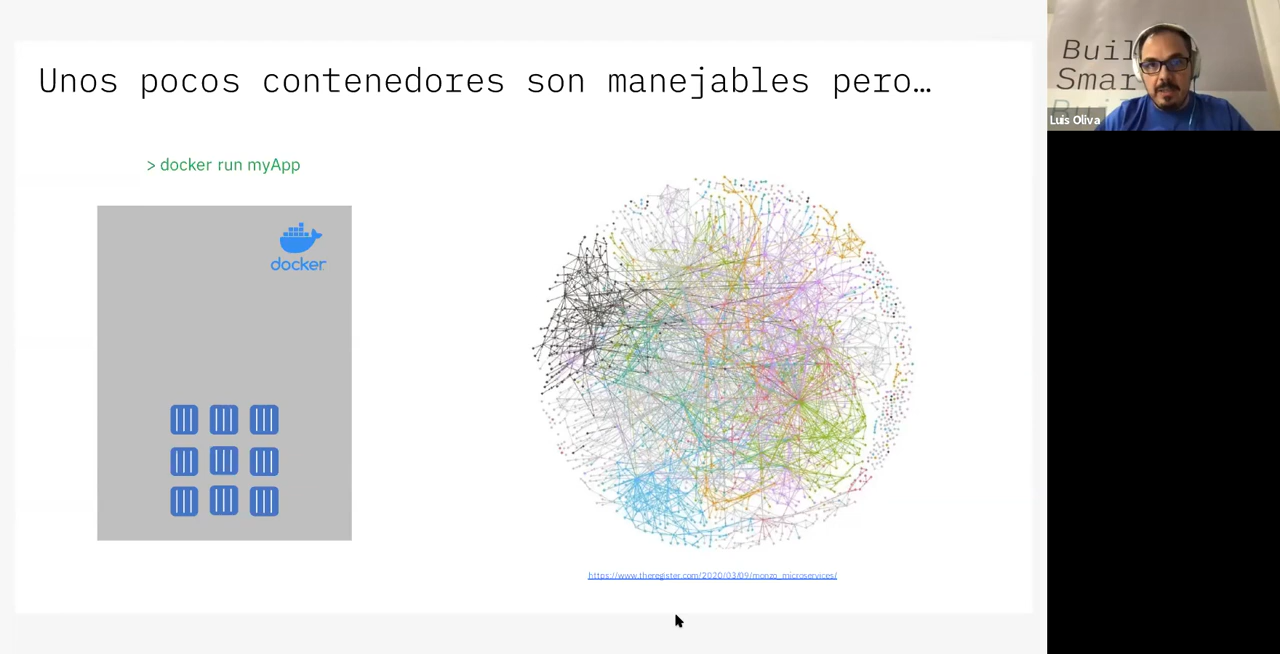 Unos pocos contenedores son manejables pero…
> docker run myApp
docker
https://www.theregister.com/2020/03/09/monzo_microservices/
Luis Oliva